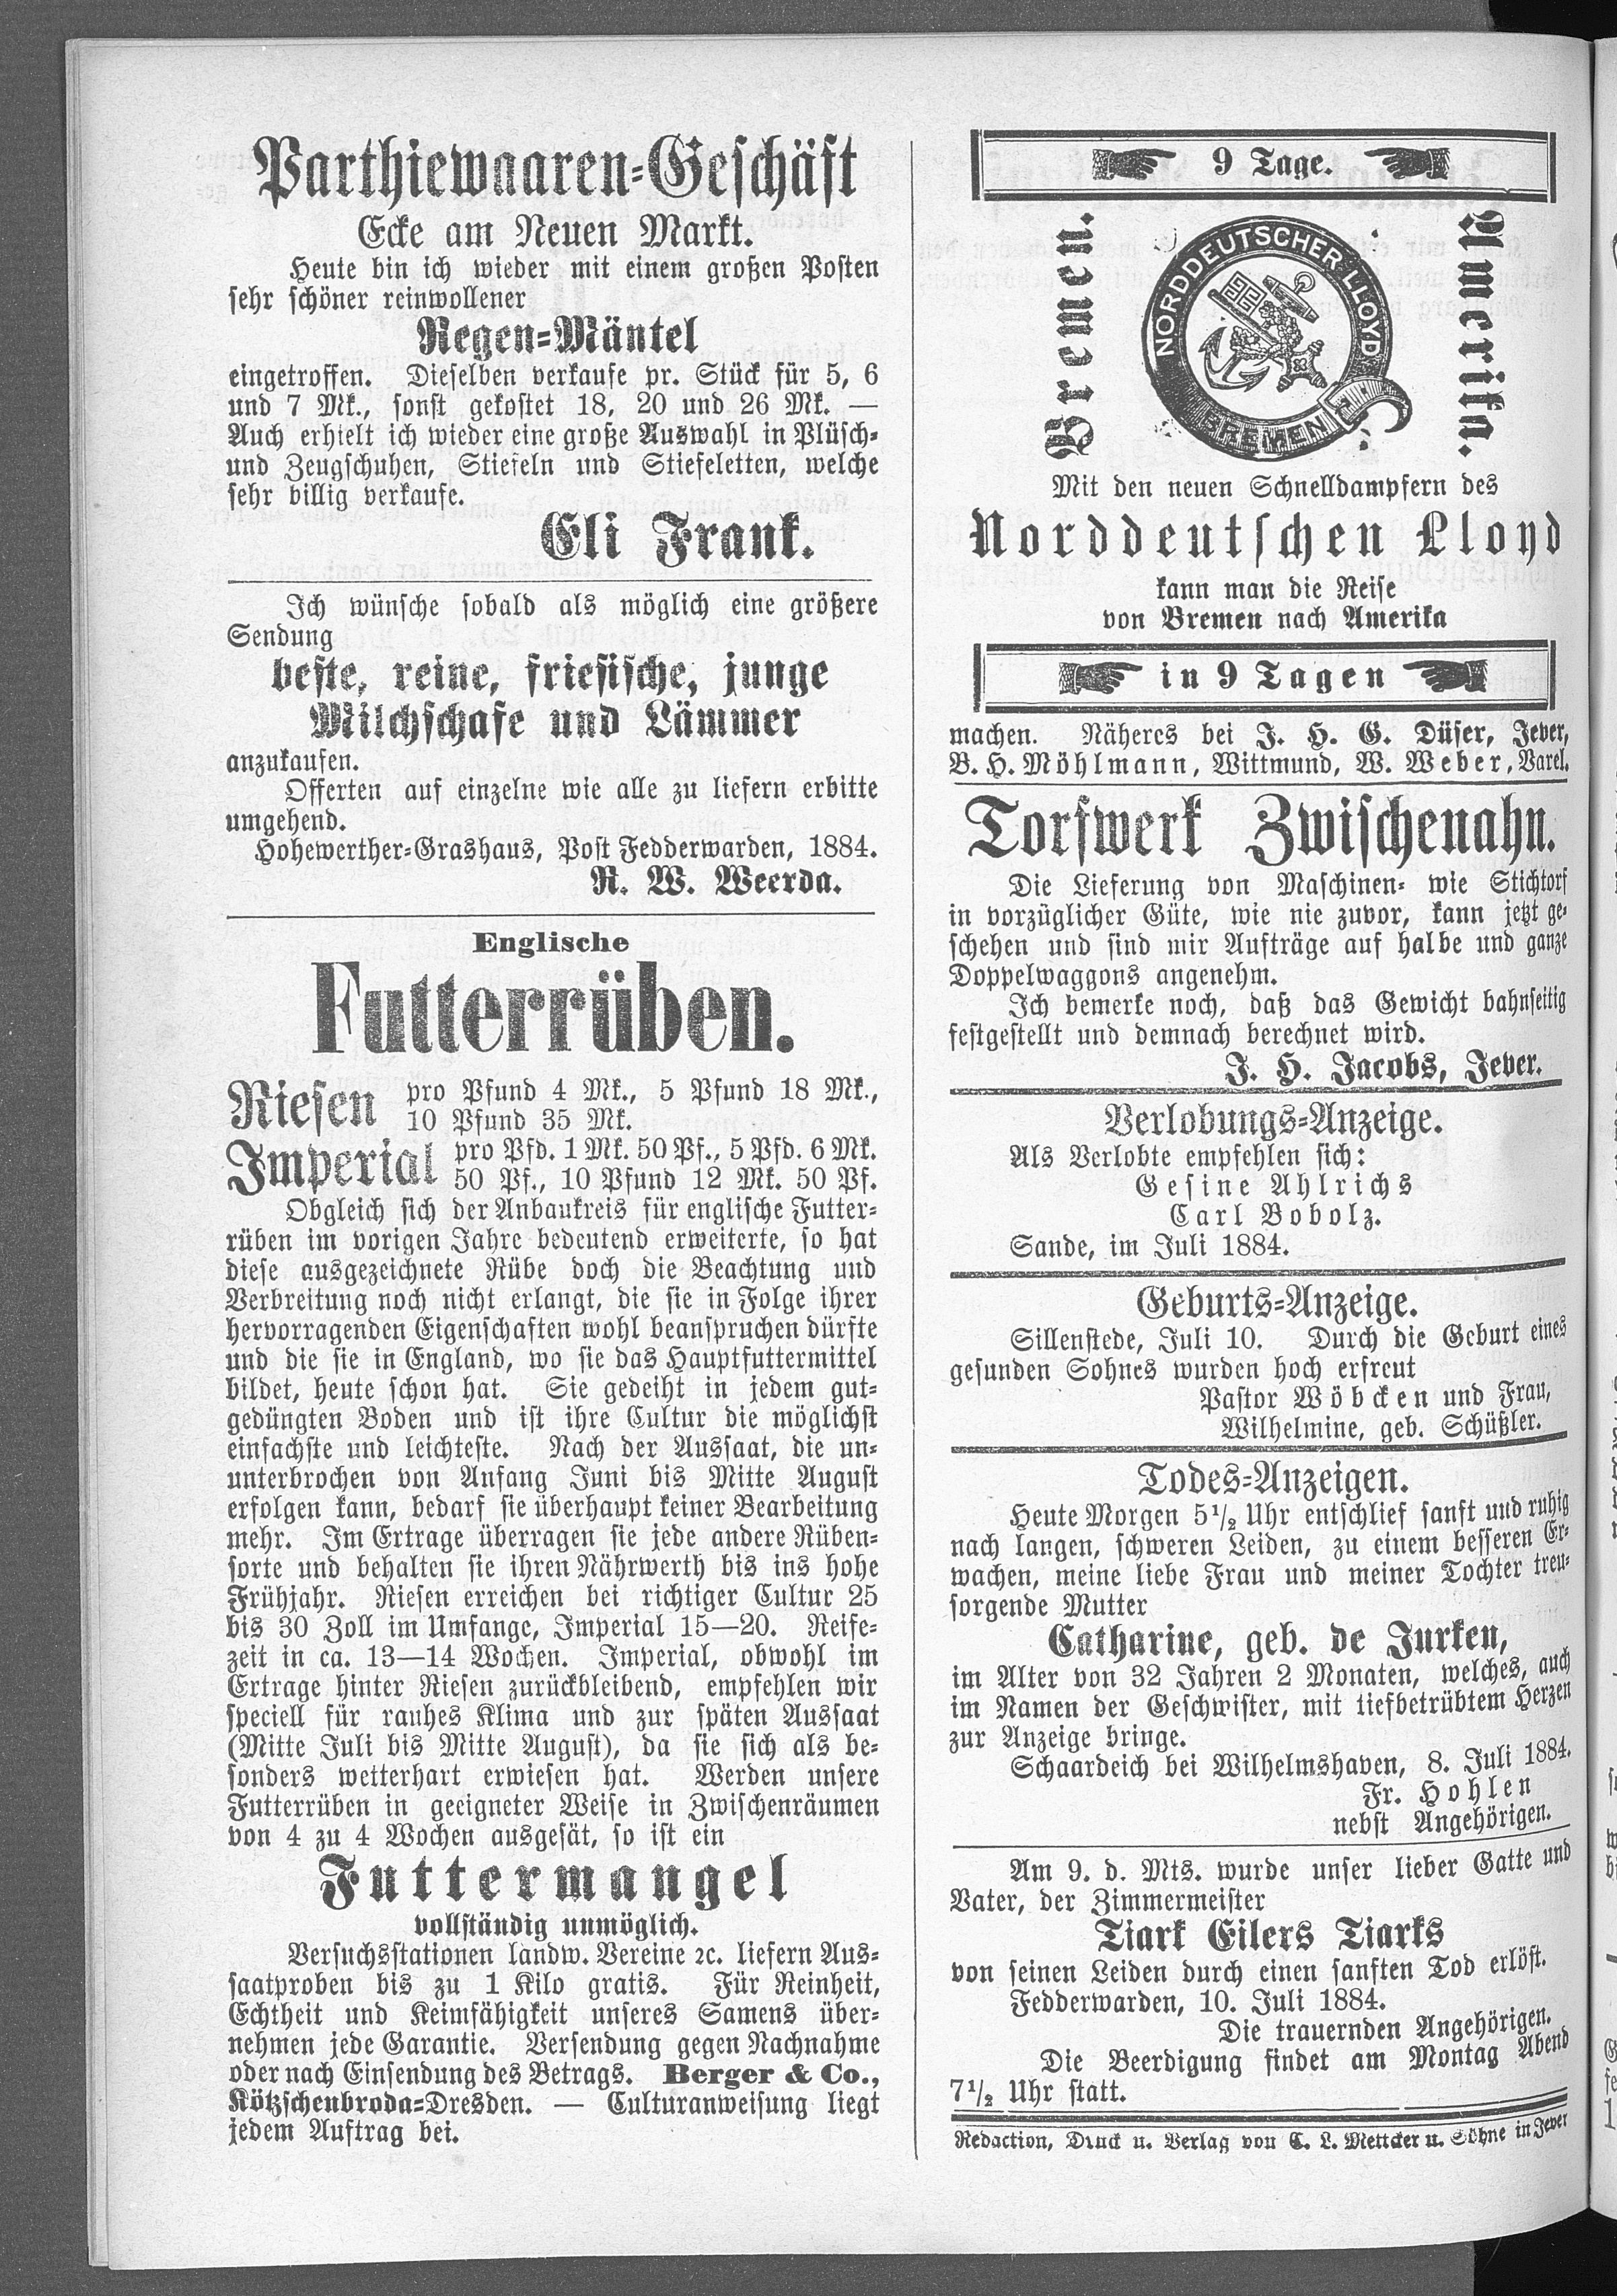 Parthiewaaren-Geschäft
Ecke am Neuen Markt.
Heute bin ich wieder mit einem großen Posten
sehr schöner reinwollener
Regen-Mäntel
eingetroffen. Dieselben verkaufe pr. Stück für 5, 6
und 7 Mk., sonst gekostet 18, 20 und 26 Mk. —
Auch erhielt ich wieder eine große Auswahl in Plüsch-
und Zeugschuhen, Stiefeln und Stiefeletten, welche
sehr billig verkaufe.
Eli Frank.
Ich wünsche sobald als möglich eine größere
Sendung
beste, reine, friesische, junge
Milchschafe und Lämmer
anzukaufen.
Offerten auf einzelne wie alle zu liefern erbitte
umgehend.
Hohewerther-Grashaus, Post Fedderwarden, 1884.
R. W. Weerda.
Englische
Futterrüben.
Riesen pro Pfund 4 Mk., 5 Pfund 18 Mk.,
10 Pfund 35 Mk.
Imperial pro Pfd. 1 Mk. 50 Pf., 5 Pfd. 6 Mk.
50 Pf., 10 Pfund 12 Mk. 50 Pf.
Obgleich sich der Anbaukreis für englische Futter-
rüben im vorigen Jahre bedeutend erweiterte, so hat
diese ausgezeichnete Rübe doch die Beachtung und
Verbreitung noch nicht erlangt, die sie in Folge ihrer
hervorragenden Eigenschaften wohl beanspruchen dürfte
und die sie in England, wo sie das Hauptfuttermittel
bildet, heute schon hat. Sie gedeiht in jedem gut-
gedüngten Boden und ist ihre Cultur die möglichst
einfachste und leichteste. Nach der Aussaat, die un-
unterbrochen von Anfang Juni bis Mitte August
erfolgen kann, bedarf sie überhaupt keiner Bearbeitung
mehr. Im Ertrage überragen sie jede andere Rüben-
sorte und behalten sie ihren Nährwerth bis ins hohe
Frühjahr. Riesen erreichen bei richtiger Cultur 25
bis 30 Zoll im Umfange, Imperial 15—20. Reife-
zeit in ca. 13—14 Wochen. Imperial, obwohl im
Ertrage hinter Riesen zurückbleibend, empfehlen wir
speciell für rauhes Klima und zur späten Aussaat
(Mitte Juli bis Mitte August), da sie sich als be-
sonders wetterhart erwiesen hat. Werden unsere
Futterrüben in geeigneter Weise in Zwischenräumen
von 4 zu 4 Wochen ausgesät, so ist ein
Futtermangel
vollständig unmöglich.
Versuchsstationen landw. Vereine ꝛc. liefern Aus-
saatproben bis zu 1 Kilo gratis. Für Reinheit,
Echtheit und Keimfähigkeit unseres Samens über-
nehmen jede Garantie. Versendung gegen Nachnahme
oder nach Einsendung des Betrags. Berger & Co.,
Kötzschenbroda-Dresden. — Culturanweisung liegt
jedem Auftrag bei.
9 Tage.
Bremen.
NORDDEUTSCHER LLOYD
BREMEN
Amerika.
Mit den neuen Schnelldampfern des
Norddeutschen Lloyd
kann man die Reise
von Bremen nach Amerika
in 9 Tagen
machen. Näheres bei J. H. G. Düser, Jever,
B. H. Möhlmann, Wittmund, W. Weber, Varel.
Torfwerk Zwischenahn.
Die Lieferung von Maschinen- wie Stichtorf
in vorzüglicher Güte, wie nie zuvor, kann jetzt ge-
schehen und sind mir Aufträge auf halbe und ganze
Doppelwaggons angenehm.
Ich bemerke noch, daß das Gewicht bahnseitig
festgestellt und demnach berechnet wird.
J. H. Jacobs, Jever.
Verlobungs-Anzeige.
Als Verlobte empfehlen sich:
Gesine Ahlrichs
Carl Bobolz.
Sande, im Juli 1884.
Geburts-Anzeige.
Sillenstede, Juli 10. Durch die Geburt eines
gesunden Sohnes wurden hoch erfreut
Pastor Wöbcken und Frau,
Wilhelmine, geb. Schüßler.
Todes-Anzeigen.
Heute Morgen 5½ Uhr entschlief sanft und ruhig
nach langen, schweren Leiden, zu einem besseren Er-
wachen, meine liebe Frau und meiner Tochter treu-
sorgende Mutter
Catharine, geb. de Jurken,
im Alter von 32 Jahren 2 Monaten, welches, auch
im Namen der Geschwister, mit tiefbetrübtem Herzen
zur Anzeige bringe.
Schaardeich bei Wilhelmshaven, 8. Juli 1884.
Fr. Hohlen
nebst Angehörigen.
Am 9. d. Mts. wurde unser lieber Gatte und
Vater, der Zimmermeister
Tiark Eilers Tiarks
von seinen Leiden durch einen sanften Tod erlöst.
Fedderwarden, 10. Juli 1884.
Die trauernden Angehörigen.
Die Beerdigung findet am Montag Abend
7½ Uhr statt.
Redaction, Druck u. Verlag von C. L. Mettcker u. Söhne in Jever